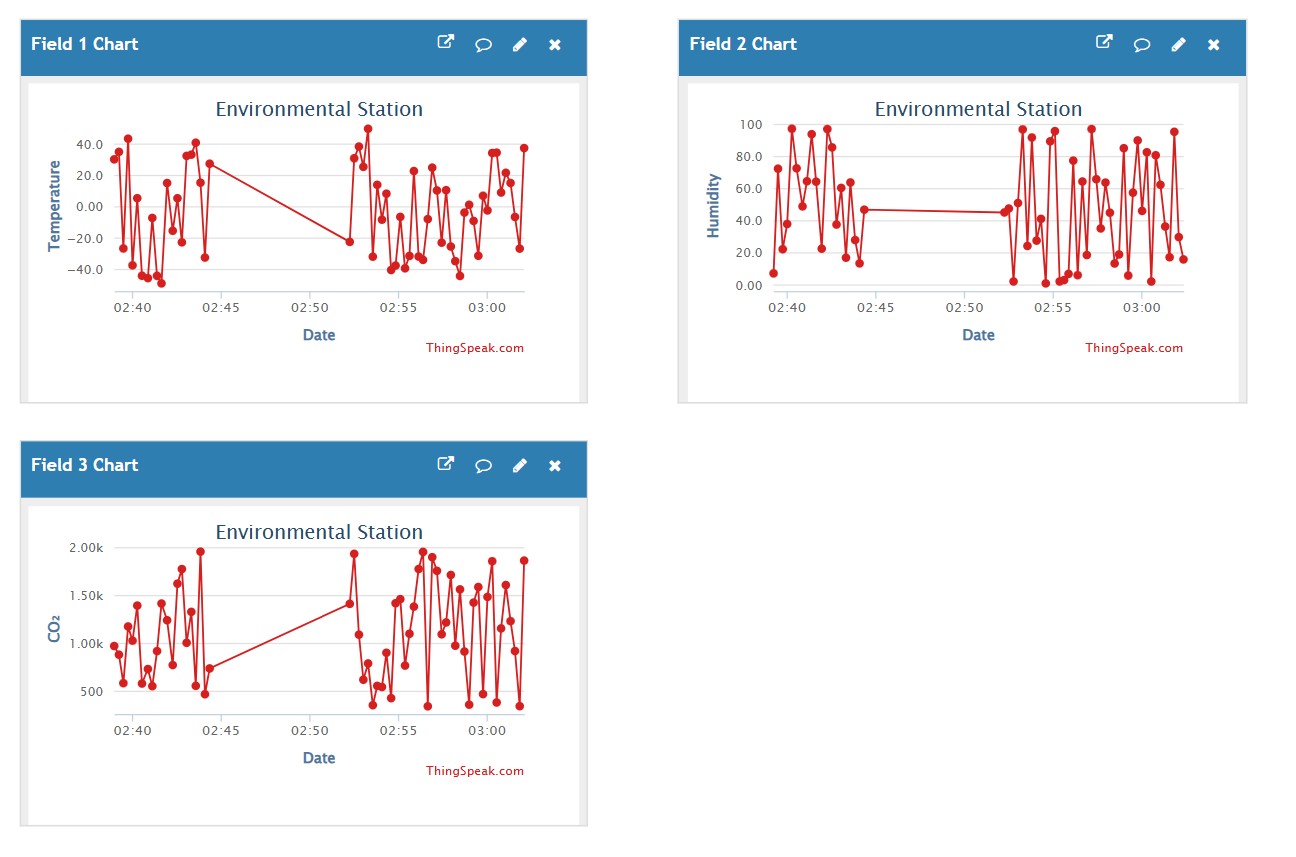 Field 1 Chart
Environmental Station
Temperature
40.0
20.0
0.00
−20.0
−40.0
02:40 02:45 02:50 02:55 03:00
Date
ThingSpeak.com
Field 2 Chart
Environmental Station
Humidity
100
80.0
60.0
40.0
20.0
0.00
02:40 02:45 02:50 02:55 03:00
Date
ThingSpeak.com
Field 3 Chart
Environmental Station
CO₂
2.00k
1.50k
1.00k
500
02:40 02:45 02:50 02:55 03:00
Date
ThingSpeak.com